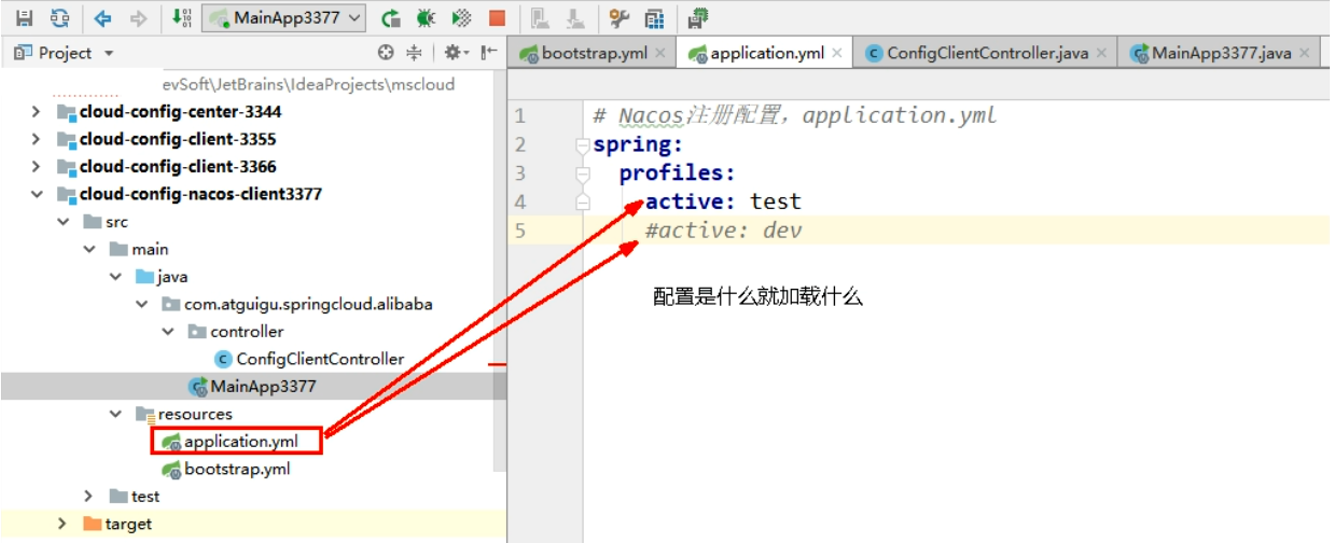 MainApp3377
Project
bootstrap.yml
application.yml
ConfigClientController.java
MainApp3377.java
evSoft\JetBrains\IdeaProjects\mscloud
cloud-config-center-3344
cloud-config-client-3355
cloud-config-client-3366
cloud-config-nacos-client3377
src
main
java
com.atguigu.springcloud.alibaba
controller
ConfigClientController
MainApp3377
resources
application.yml
bootstrap.yml
test
target
1 # Nacos注册配置，application.yml
2 spring:
3 profiles:
4 active: test
5 #active: dev
配置是什么就加载什么